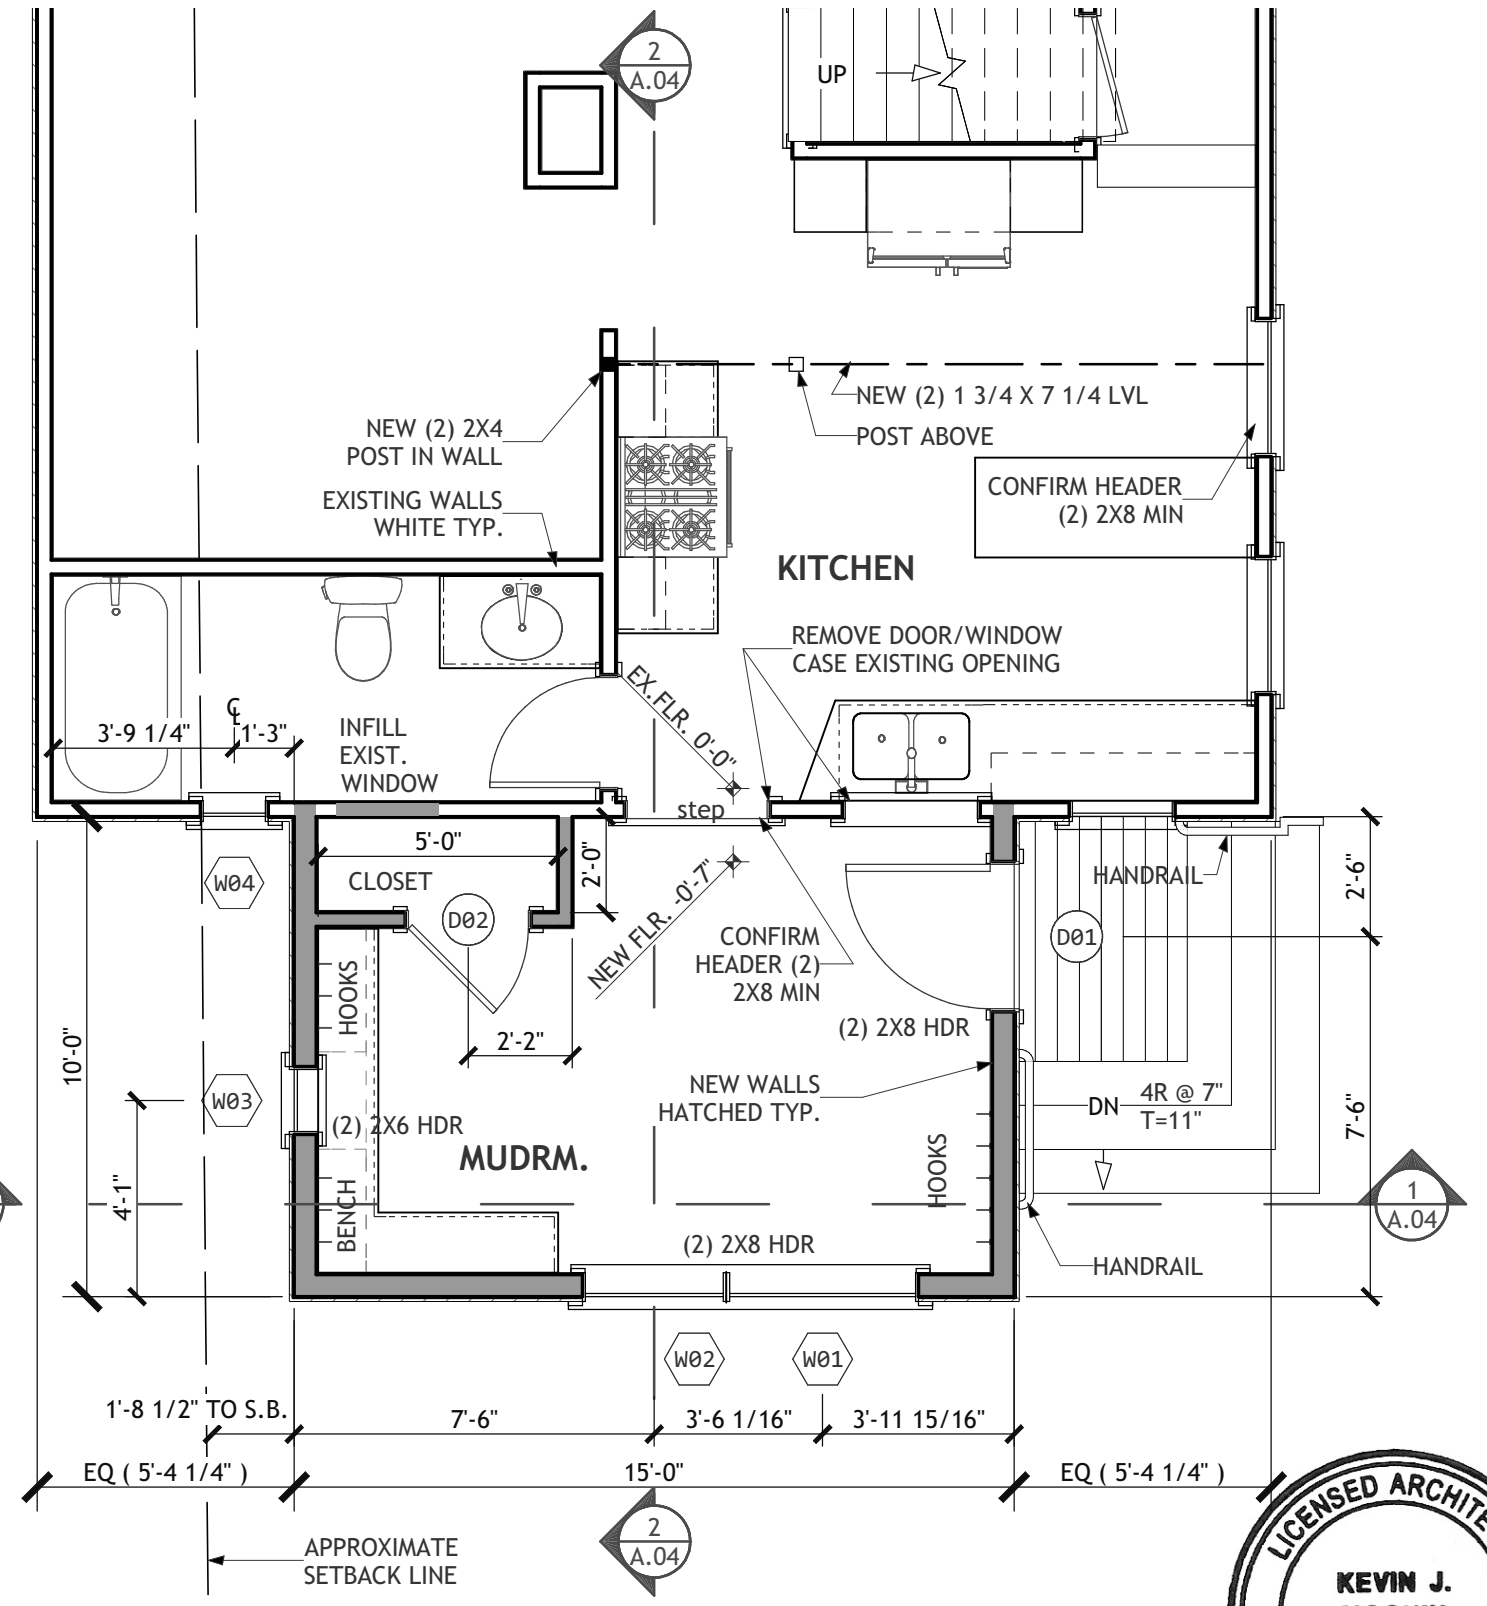 2
A.04
UP
NEW (2) 1 3/4 X 7 1/4 LVL
POST ABOVE
NEW (2) 2X4
POST IN WALL
EXISTING WALLS
WHITE TYP.
CONFIRM HEADER
(2) 2X8 MIN
KITCHEN
REMOVE DOOR/WINDOW
CASE EXISTING OPENING
EX.FLR. 0'-0"
3'-9 1/4"
℄
1'-3"
INFILL
EXIST.
WINDOW
step
5'-0"
CLOSET
2'-0"
W04
D02
NEW FLR. -0'-7"
HANDRAIL
2'-6"
D01
CONFIRM
HEADER (2)
2X8 MIN
HOOKS
(2) 2X8 HDR
2'-2"
10'-0"
W03
(2) 2X6 HDR
NEW WALLS
HATCHED TYP.
DN
4R @ 7"
T=11"
7'-6"
MUDRM.
HOOKS
4'-1"
BENCH
1
A.04
(2) 2X8 HDR
HANDRAIL
W02
W01
1'-8 1/2" TO S.B.
7'-6"
3'-6 1/16"
3'-11 15/16"
EQ ( 5'-4 1/4" )
15'-0"
EQ ( 5'-4 1/4" )
2
A.04
APPROXIMATE
SETBACK LINE
LICENSED
KEVIN J.